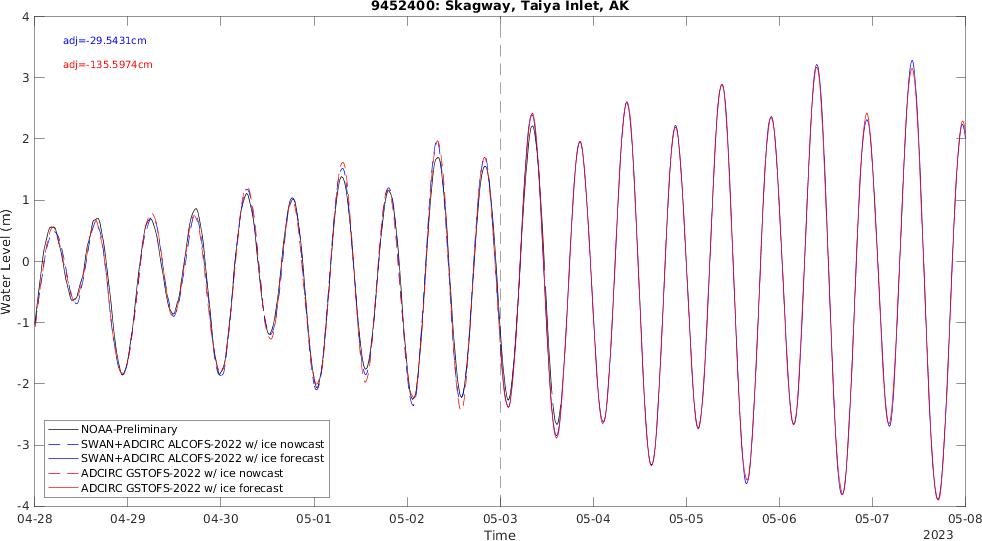 9452400: Skagway, Taiya Inlet, AK
adj=-29.5431cm
adj=-135.5974cm
Water Level (m)
4
3
2
1
0
-1
-2
-3
-4
NOAA-Preliminary
SWAN+ADCIRC ALCOFS-2022 w/ ice nowcast
SWAN+ADCIRC ALCOFS-2022 w/ ice forecast
ADCIRC GSTOFS-2022 w/ ice nowcast
ADCIRC GSTOFS-2022 w/ ice forecast
04-28 04-29 04-30 05-01 05-02 05-03 05-04 05-05 05-06 05-07 05-08
Time
2023